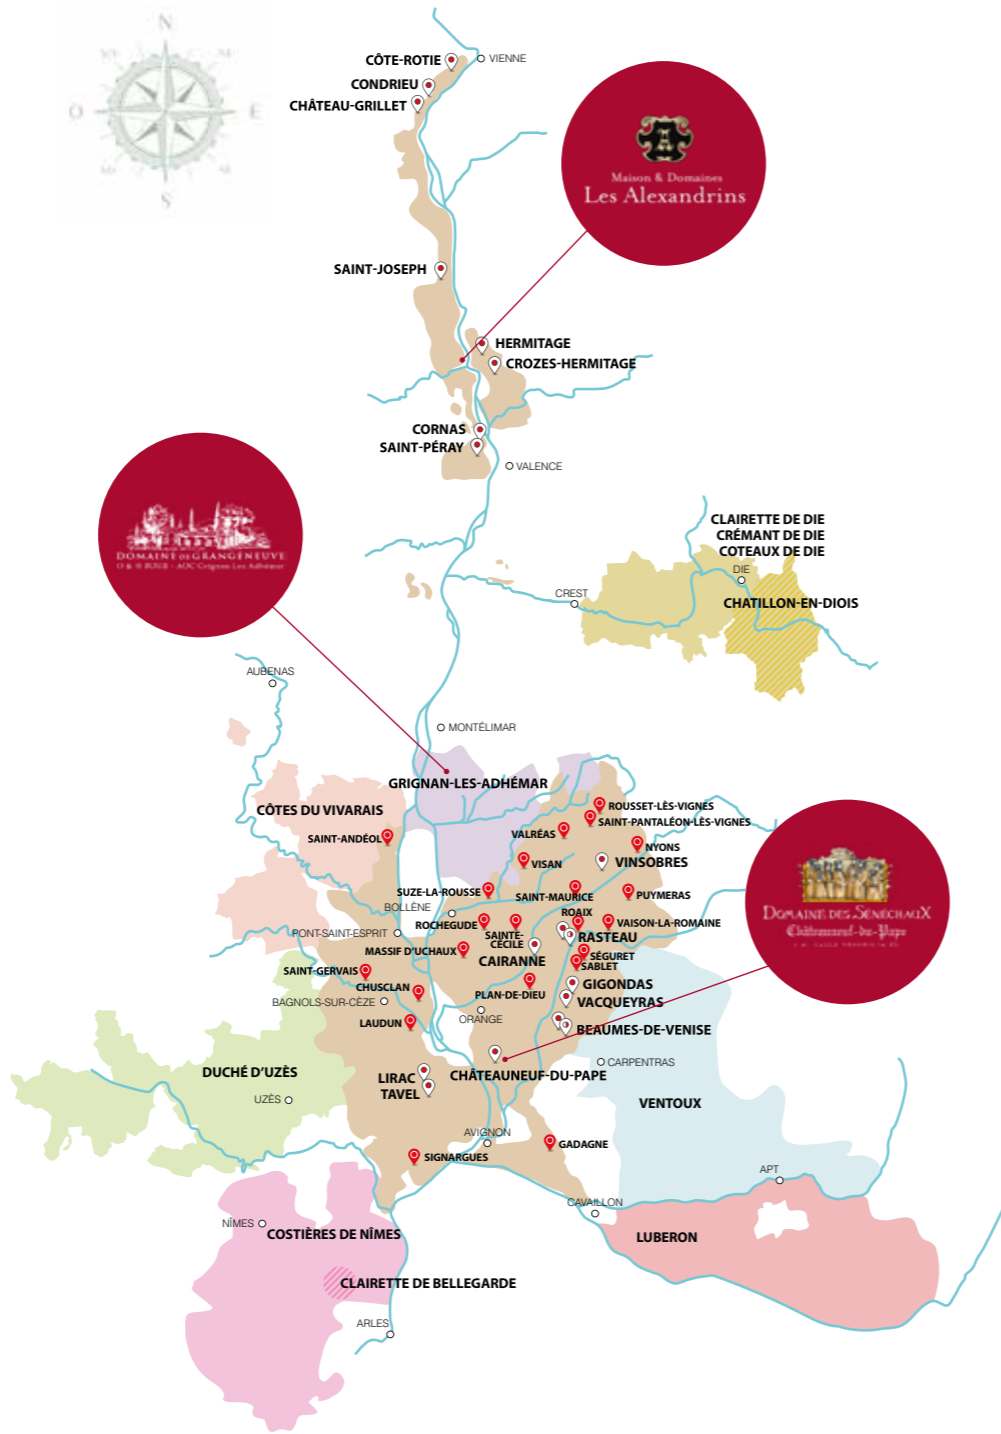 N
O
E
S
CÔTE-ROTIE
VIENNE
CONDRIEU
CHÂTEAU-GRILLET
Maison & Domaines
Les Alexandrins
SAINT-JOSEPH
HERMITAGE
CROZES-HERMITAGE
CORNAS
SAINT-PÉRAY
VALENCE
DOMAINE DE GRANGENEUVE
AOC Grignan Les Adhémar
CLAIRETTE DE DIE
CRÉMANT DE DIE
COTEAUX DE DIE
DIE
CREST
CHATILLON-EN-DIOIS
AUBENAS
MONTÉLIMAR
GRIGNAN-LES-ADHÉMAR
CÔTES DU VIVARAIS
ROUSSET-LÈS-VIGNES
SAINT-PANTALÉON-LÈS-VIGNES
VALRÉAS
SAINT-ANDÉOL
NYONS
VISAN
VINSOBRES
SUZE-LA-ROUSSE
SAINT-MAURICE
PUYMERAS
BOLLÈNE
ROAIX
ROCHEGUDE
VAISON-LA-ROMAINE
PONT-SAINT-ESPRIT
SAINTE-
CÉCILE
RASTEAU
MASSIF D'UCHAUX
CAIRANNE
SÉGURET
SABLET
SAINT-GERVAIS
GIGONDAS
CHUSCLAN
PLAN-DE-DIEU
VACQUEYRAS
BAGNOLS-SUR-CÈZE
ORANGE
LAUDUN
BEAUMES-DE-VENISE
DOMAINE DES SÉNÉCHAUX
Châteauneuf-du-Pape
CARPENTRAS
DUCHÉ D'UZÈS
LIRAC
TAVEL
CHÂTEAUNEUF-DU-PAPE
UZÈS
VENTOUX
AVIGNON
GADAGNE
SIGNARGUES
APT
CAVAILLON
NÎMES
COSTIÈRES DE NÎMES
LUBERON
CLAIRETTE DE BELLEGARDE
ARLES